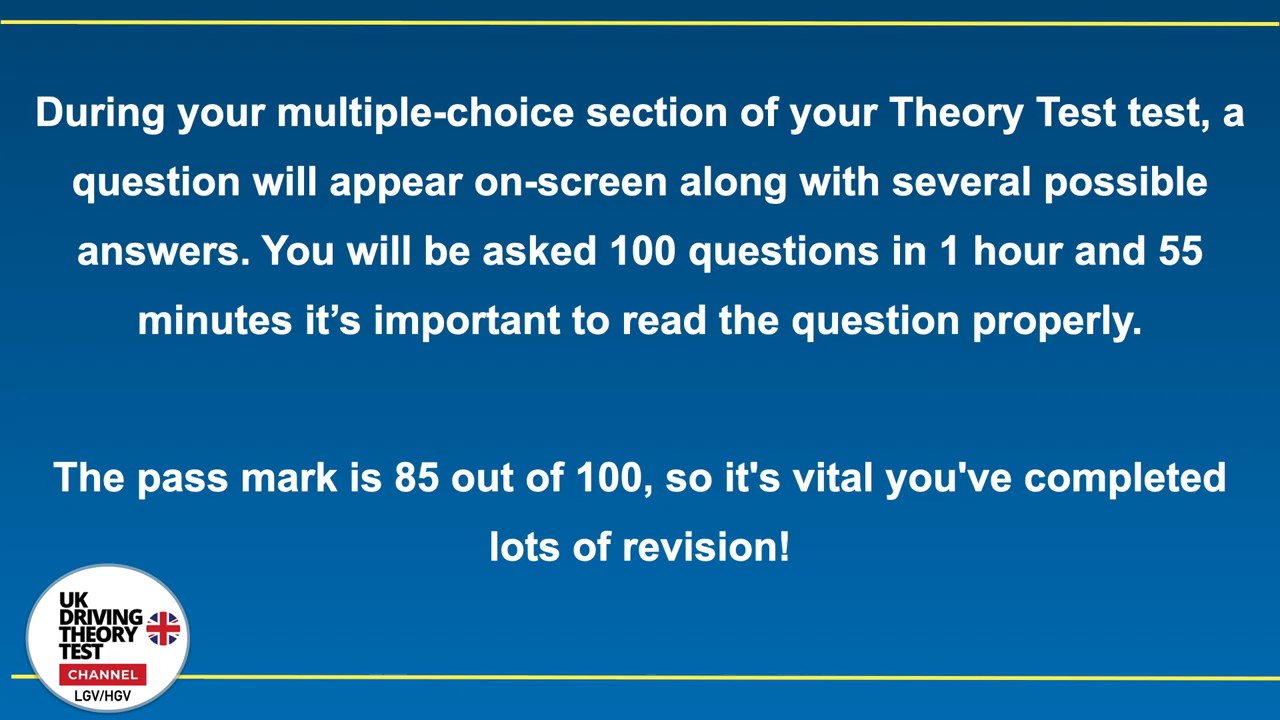 During your multiple-choice section of your Theory Test test, a
question will appear on-screen along with several possible
answers. You will be asked 100 questions in 1 hour and 55
minutes it’s important to read the question properly.
The pass mark is 85 out of 100, so it's vital you've completed
lots of revision!
UK
DRIVING
THEORY
TEST
CHANNEL
LGV/HGV